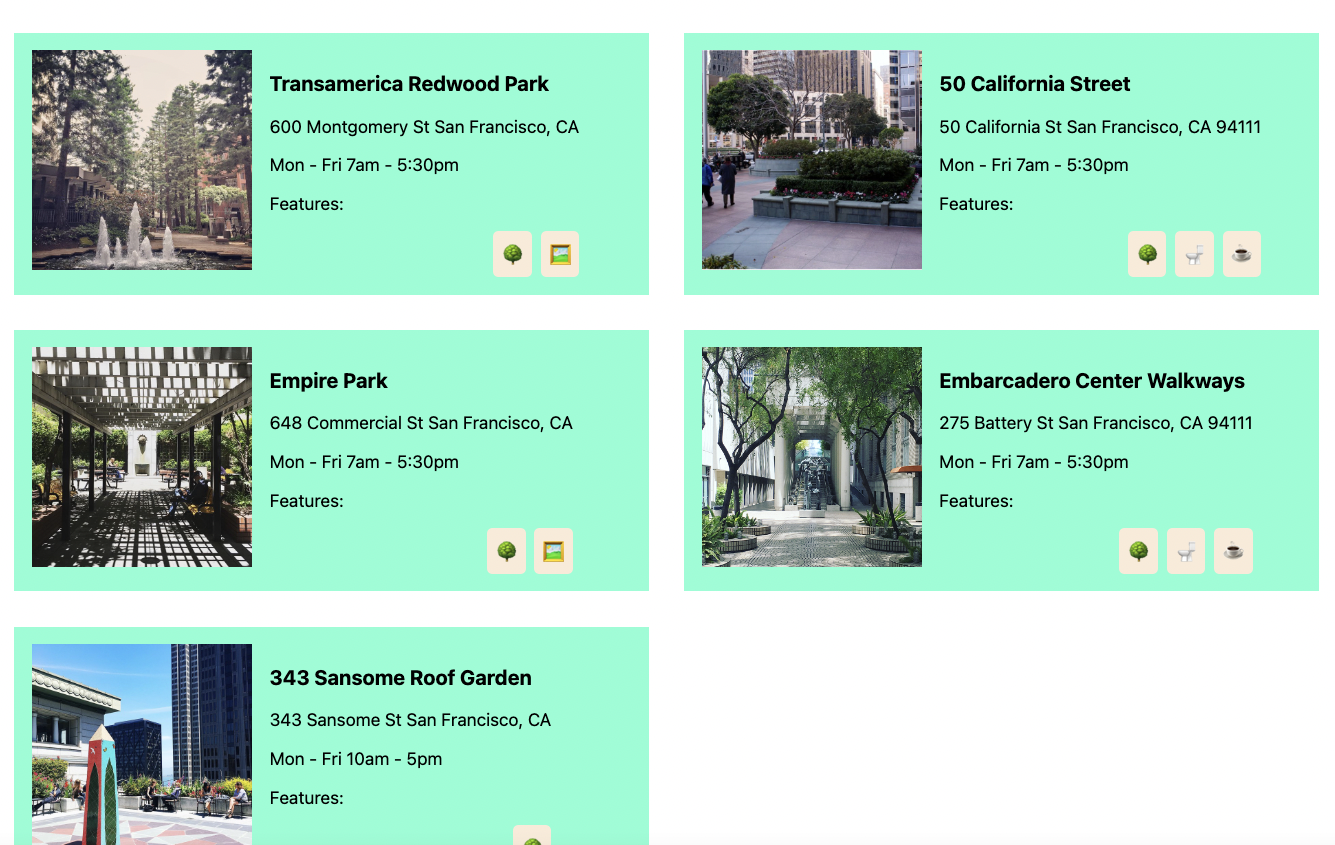 Transamerica Redwood Park
600 Montgomery St San Francisco, CA
Mon - Fri 7am - 5:30pm
Features:
50 California Street
50 California St San Francisco, CA 94111
Mon - Fri 7am - 5:30pm
Features:
Empire Park
648 Commercial St San Francisco, CA
Mon - Fri 7am - 5:30pm
Features:
Embarcadero Center Walkways
275 Battery St San Francisco, CA 94111
Mon - Fri 7am - 5:30pm
Features:
343 Sansome Roof Garden
343 Sansome St San Francisco, CA
Mon - Fri 10am - 5pm
Features: